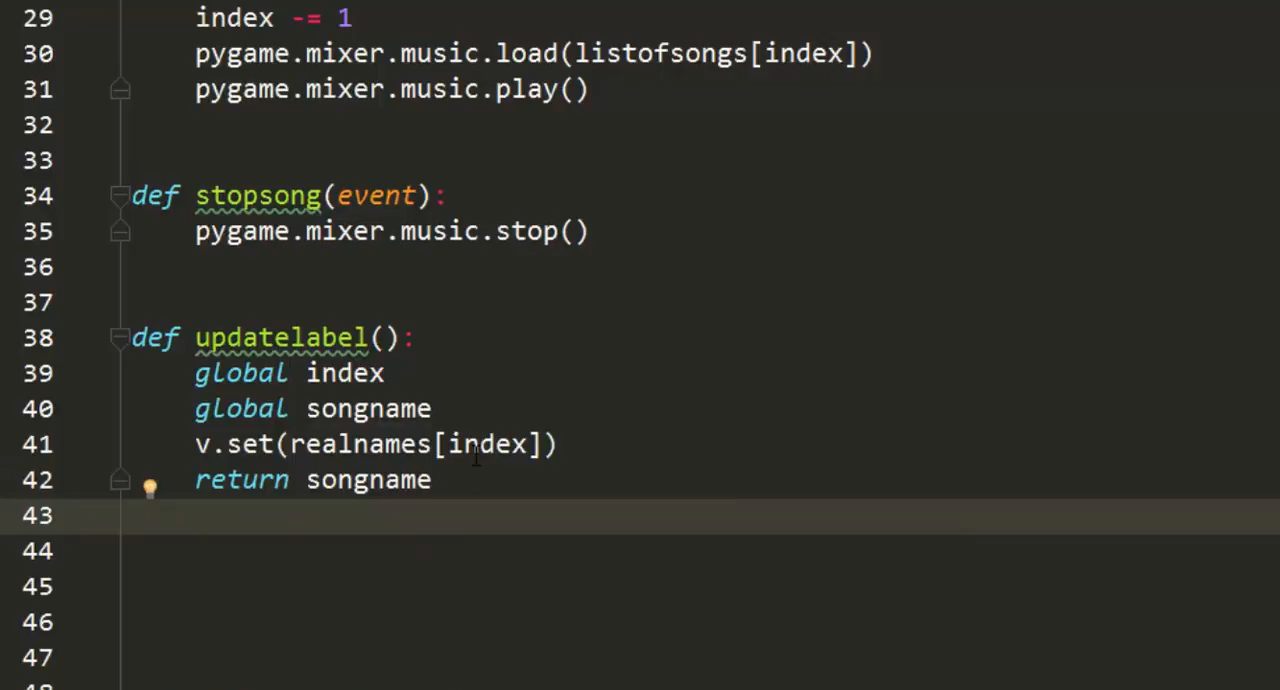 29 index -= 1
30 pygame.mixer.music.load(listofsongs[index])
31 pygame.mixer.music.play()
32
33
34 def stopsong(event):
35 pygame.mixer.music.stop()
36
37
38 def updatelabel():
39 global index
40 global songname
41 v.set(realnames[index])
42 return songname
43
44
45
46
47